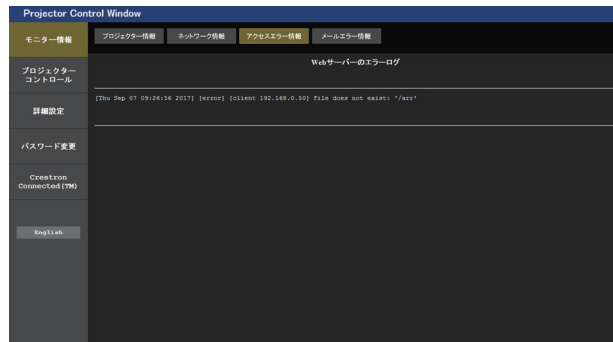 Projector Control Window
モニター情報
プロジェクター情報
ネットワーク情報
アクセスエラー情報
メールエラー情報
Webサーバーのエラーログ
プロジェクター
コントロール
[Thu Sep 07 09:26:56 2017] [error] [client 192.168.0.50] File does not exist: '/arr'
詳細設定
パスワード変更
Crestron
Connected(TM)
English